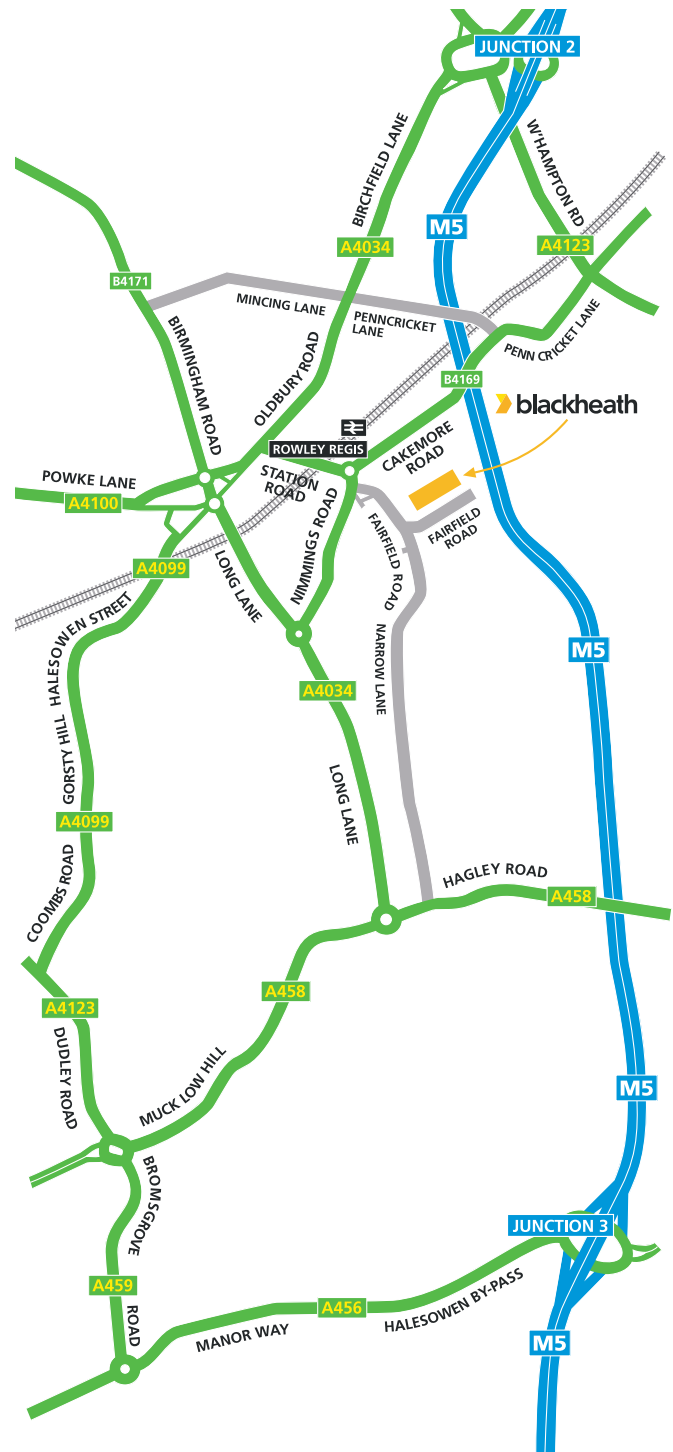 JUNCTION 2
W'HAMPTON RD
BIRCHFIELD LANE
M5
A4034
A4123
B4171
MINCING LANE
PENNCRICKET
LANE
PENN CRICKET LANE
BIRMINGHAM ROAD
OLDBURY ROAD
B4169
blackheath
ROWLEY REGIS
CAKEMORE
ROAD
POWKE LANE
STATION
ROAD
A4100
FAIRFIELD
ROAD
FAIRFIELD ROAD
NIMMINGS ROAD
A4099
LONG LANE
HALESOWEN STREET
NARROW LANE
M5
A4034
GORSTY HILL
LONG LANE
A4099
COOMBS ROAD
HAGLEY ROAD
A458
A458
A4123
DUDLEY ROAD
MUCK LOW HILL
M5
BROMSGROVE
JUNCTION 3
A459
ROAD
A456
HALESOWEN BY-PASS
MANOR WAY
M5